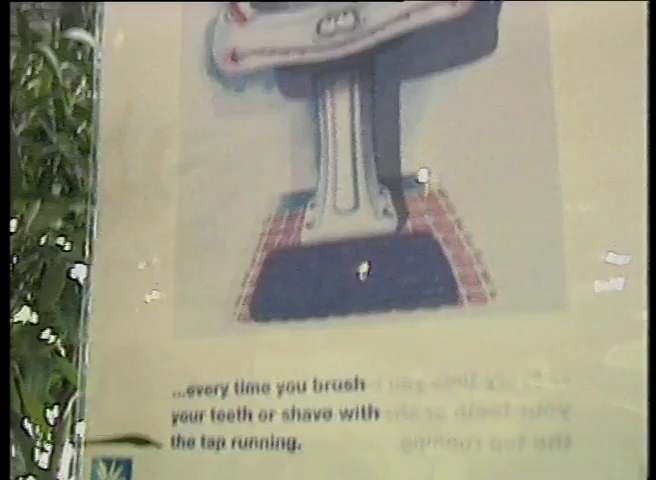 ...every time you brush
your teeth or shave with
the tap running.